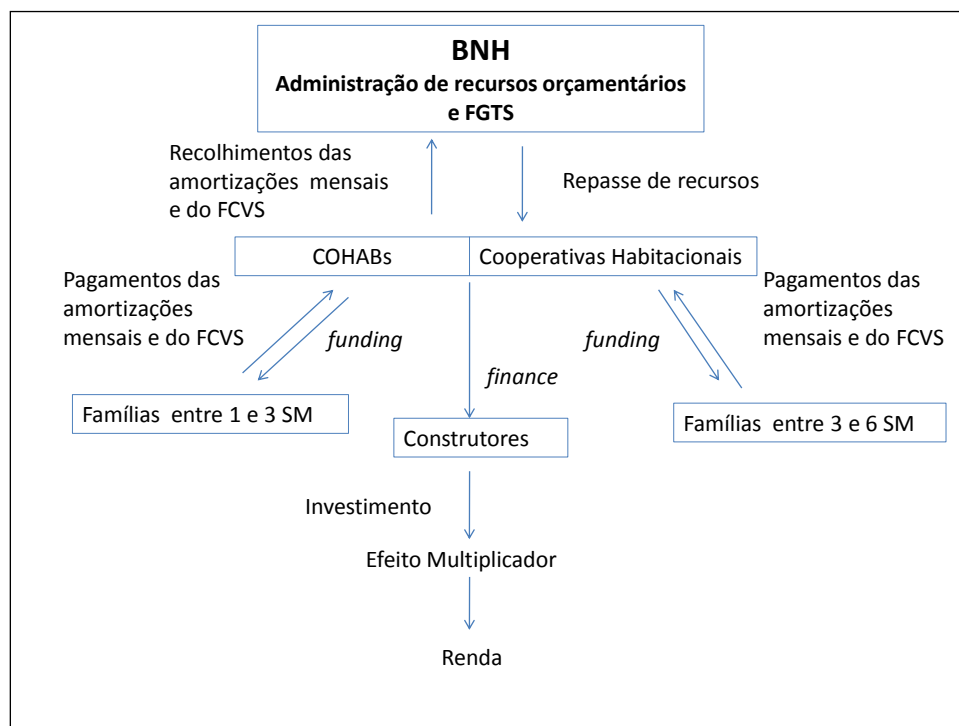 BNH
Administração de recursos orçamentários
e FGTS
Recolhimentos das
amortizações mensais
e do FCVS
Repasse de recursos
COHABs
Cooperativas Habitacionais
Pagamentos das
amortizações
mensais e do FCVS
funding
finance
funding
Pagamentos das
amortizações
mensais e do FCVS
Famílias entre 1 e 3 SM
Construtores
Famílias entre 3 e 6 SM
Investimento
Efeito Multiplicador
Renda